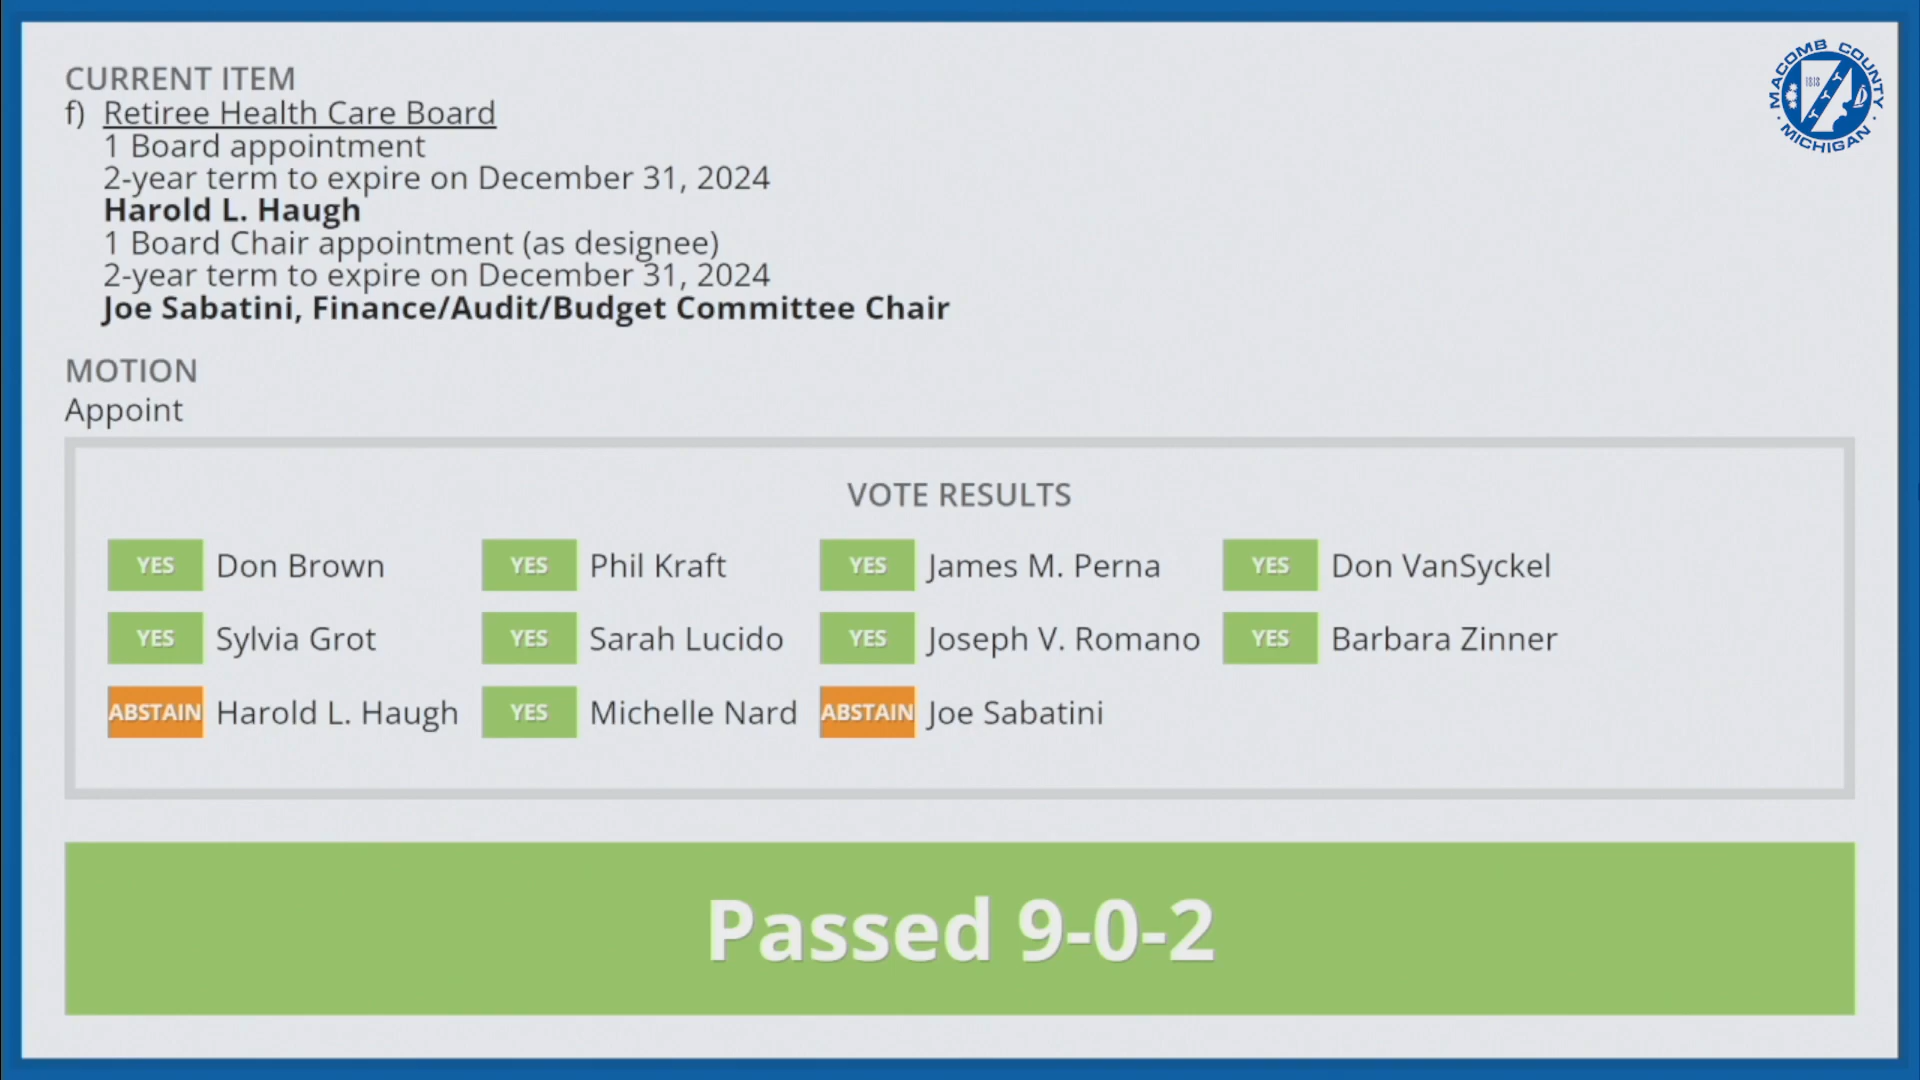 MACOMB COUNTY
1818
MICHIGAN
CURRENT ITEM
f) Retiree Health Care Board
1 Board appointment
2-year term to expire on December 31, 2024
Harold L. Haugh
1 Board Chair appointment (as designee)
2-year term to expire on December 31, 2024
Joe Sabatini, Finance/Audit/Budget Committee Chair
MOTION
Appoint
VOTE RESULTS
YES Don Brown YES Phil Kraft YES James M. Perna YES Don VanSyckel
YES Sylvia Grot YES Sarah Lucido YES Joseph V. Romano YES Barbara Zinner
ABSTAIN Harold L. Haugh YES Michelle Nard ABSTAIN Joe Sabatini
Passed 9-0-2